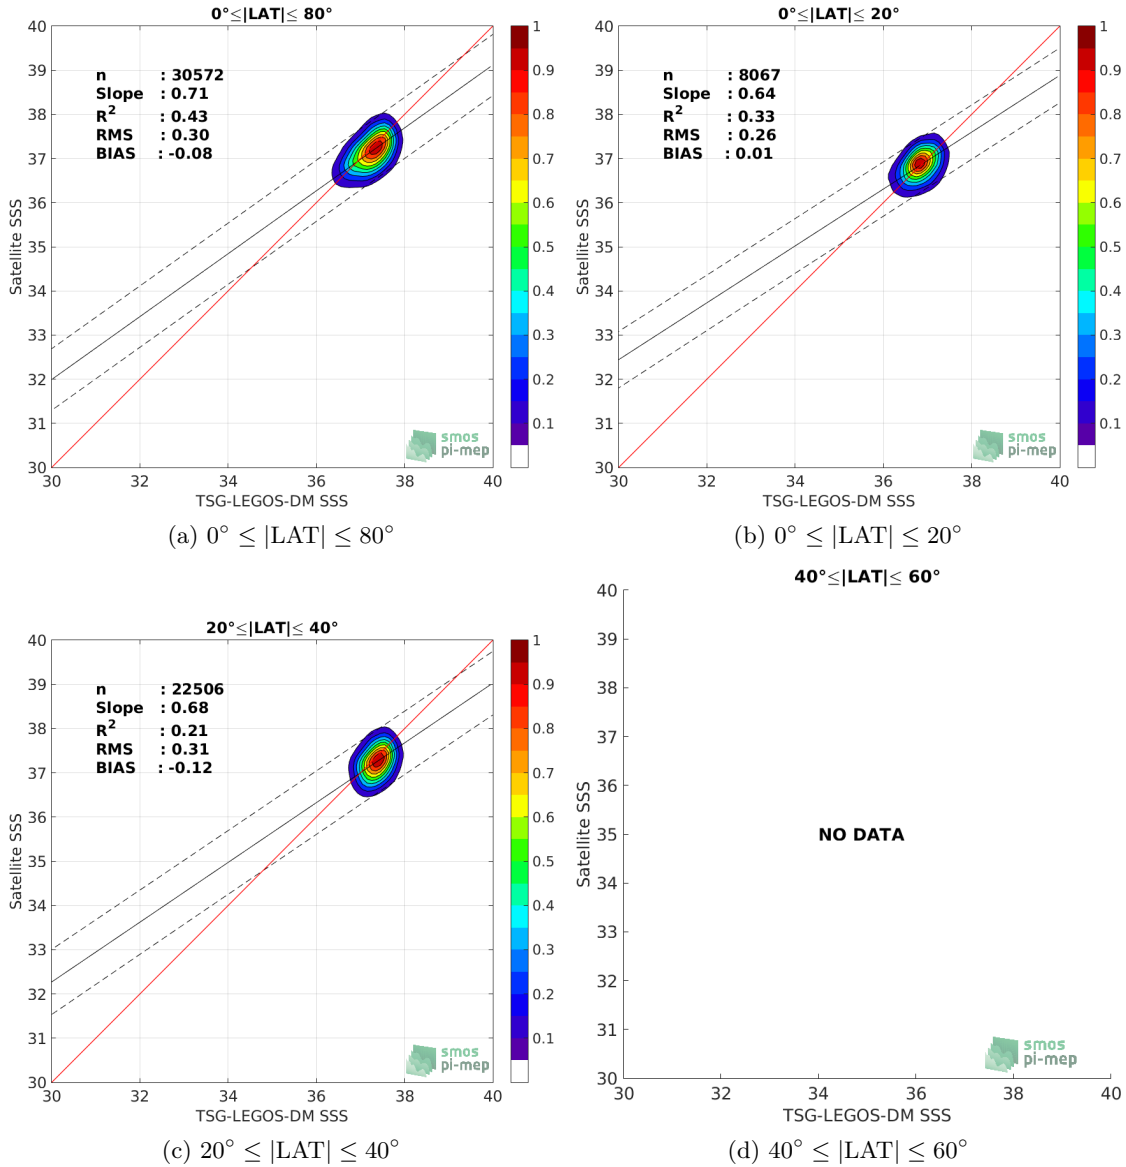 0°≤|LAT|≤ 80°
40
39
38
37
36
35
34
33
32
31
30
Satellite SSS
n : 30572
Slope : 0.71
R² : 0.43
RMS : 0.30
BIAS : -0.08
smos
pi-mep
30 32 34 36 38 40
TSG-LEGOS-DM SSS
1
0.9
0.8
0.7
0.6
0.5
0.4
0.3
0.2
0.1
(a) 0° ≤ |LAT| ≤ 80°
0°≤|LAT|≤ 20°
40
39
38
37
36
35
34
33
32
31
30
Satellite SSS
n : 8067
Slope : 0.64
R² : 0.33
RMS : 0.26
BIAS : 0.01
smos
pi-mep
30 32 34 36 38 40
TSG-LEGOS-DM SSS
1
0.9
0.8
0.7
0.6
0.5
0.4
0.3
0.2
0.1
(b) 0° ≤ |LAT| ≤ 20°
20°≤|LAT|≤ 40°
40
39
38
37
36
35
34
33
32
31
30
Satellite SSS
n : 22506
Slope : 0.68
R² : 0.21
RMS : 0.31
BIAS : -0.12
smos
pi-mep
30 32 34 36 38 40
TSG-LEGOS-DM SSS
1
0.9
0.8
0.7
0.6
0.5
0.4
0.3
0.2
0.1
(c) 20° ≤ |LAT| ≤ 40°
40°≤|LAT|≤ 60°
40
39
38
37
36
35
34
33
32
31
30
Satellite SSS
NO DATA
smos
pi-mep
30 32 34 36 38 40
TSG-LEGOS-DM SSS
(d) 40° ≤ |LAT| ≤ 60°